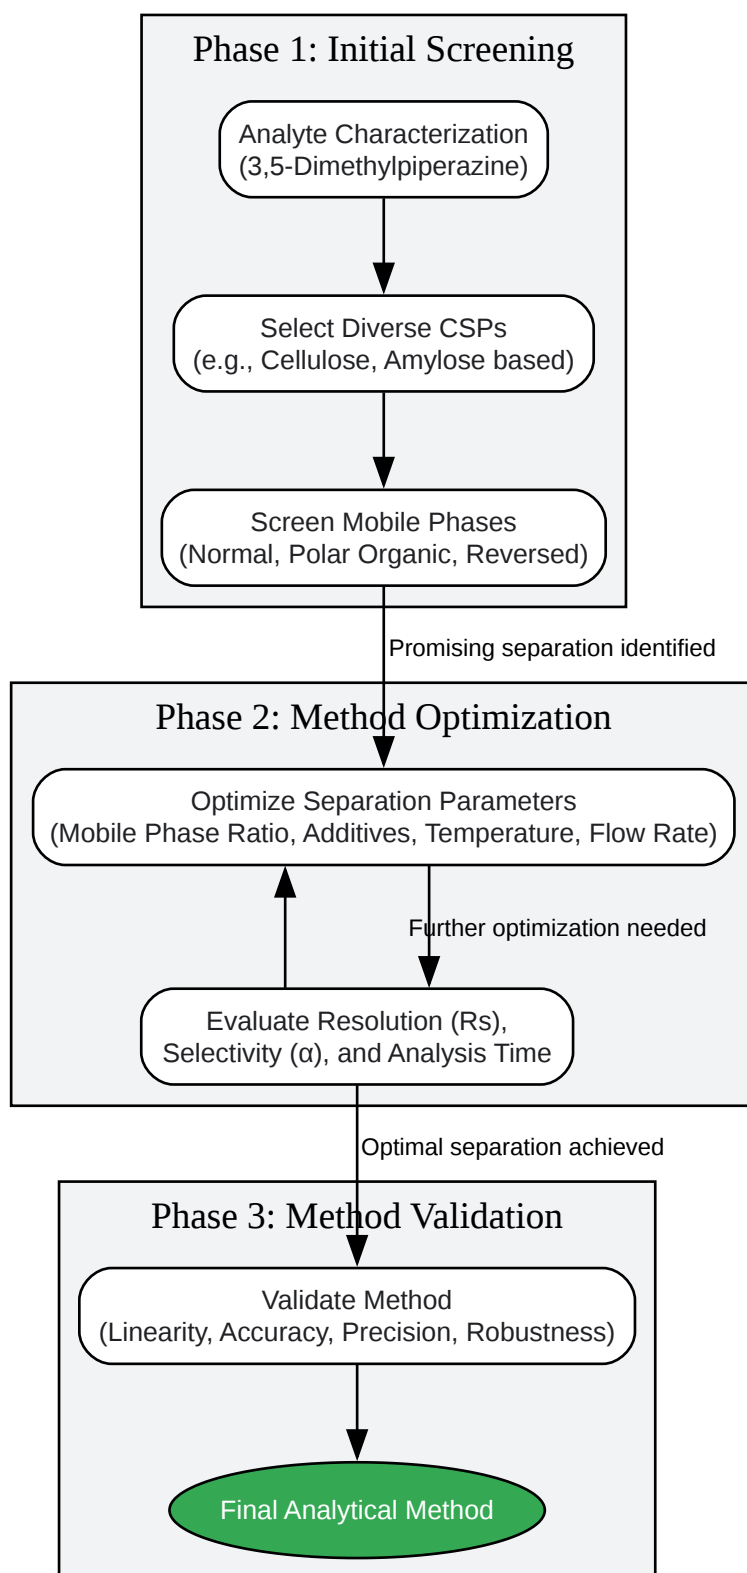 Phase 1: Initial Screening
Analyte Characterization
(3,5-Dimethylpiperazine)
Select Diverse CSPs
(e.g., Cellulose, Amylose based)
Screen Mobile Phases
(Normal, Polar Organic, Reversed)
Promising separation identified
Phase 2: Method Optimization
Optimize Separation Parameters
(Mobile Phase Ratio, Additives, Temperature, Flow Rate)
Further optimization needed
Evaluate Resolution (Rs),
Selectivity (α), and Analysis Time
Optimal separation achieved
Phase 3: Method Validation
Validate Method
(Linearity, Accuracy, Precision, Robustness)
Final Analytical Method